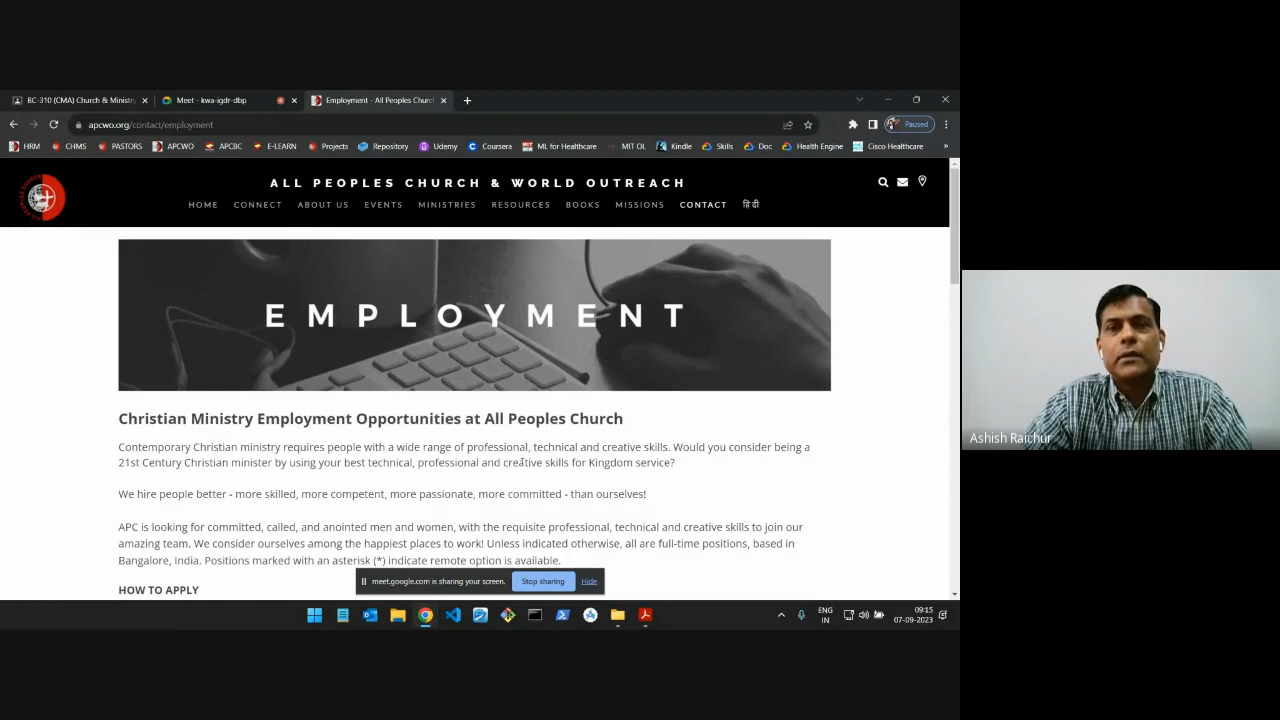 BC-310 (CMA) Church & Ministry
Meet - kwa-igdr-dbp
Employment - All Peoples Church
apcwo.org/contact/employment
Paused
HRM CHMS PASTORS APCWO APCBC E-LEARN Projects Repository Udemy Coursera ML for Healthcare MIT OL Kindle Skills Doc Health Engine Cisco Healthcare »
ALL PEOPLES CHURCH & WORLD OUTREACH
HOME CONNECT ABOUT US EVENTS MINISTRIES RESOURCES BOOKS MISSIONS CONTACT हिंदी
EMPLOYMENT
Christian Ministry Employment Opportunities at All Peoples Church
Contemporary Christian ministry requires people with a wide range of professional, technical and creative skills. Would you consider being a
21st Century Christian minister by using your best technical, professional and creative skills for Kingdom service?
We hire people better - more skilled, more competent, more passionate, more committed - than ourselves!
APC is looking for committed, called, and anointed men and women, with the requisite professional, technical and creative skills to join our
amazing team. We consider ourselves among the happiest places to work! Unless indicated otherwise, all are full-time positions, based in
Bangalore, India. Positions marked with an asterisk (*) indicate remote option is available.
HOW TO APPLY
meet.google.com is sharing your screen. Stop sharing Hide
ENG
IN
09:15
07-09-2023
Ashish Raichur